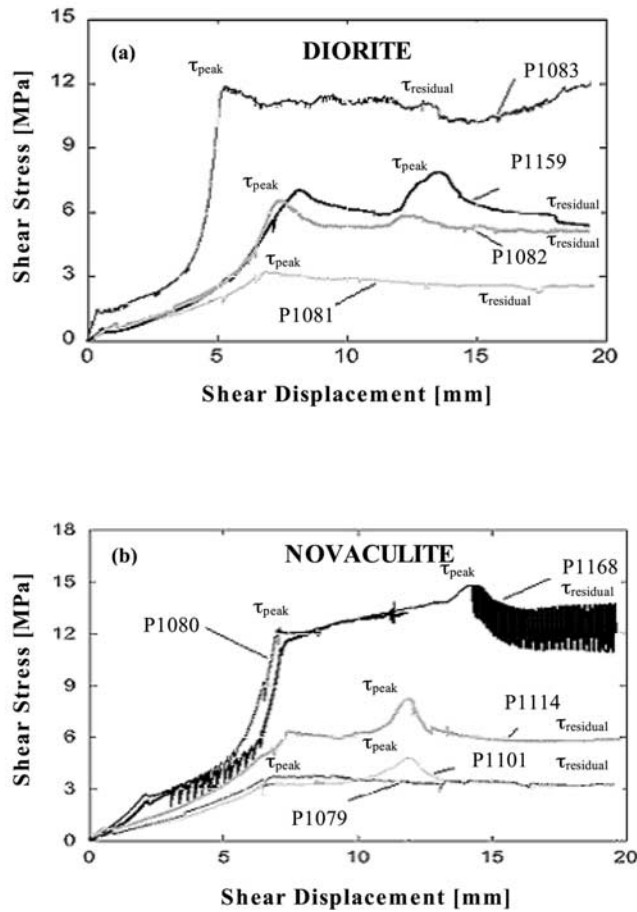 15
(a)
DIORITE
τpeak
P1083
12
τresidual
Shear Stress [MPa]
9
τpeak
P1159
τpeak
6
τresidual
P1082
τresidual
τpeak
3
P1081
τresidual
0
0
5
10
15
20
Shear Displacement [mm]
18
(b)
NOVACULITE
τpeak
P1168
15
τresidual
τpeak
P1080
12
Shear Stress [MPa]
9
τpeak
P1114
τresidual
6
τpeak
τpeak
P1101
τresidual
3
P1079
0
0
5
10
15
20
Shear Displacement [mm]